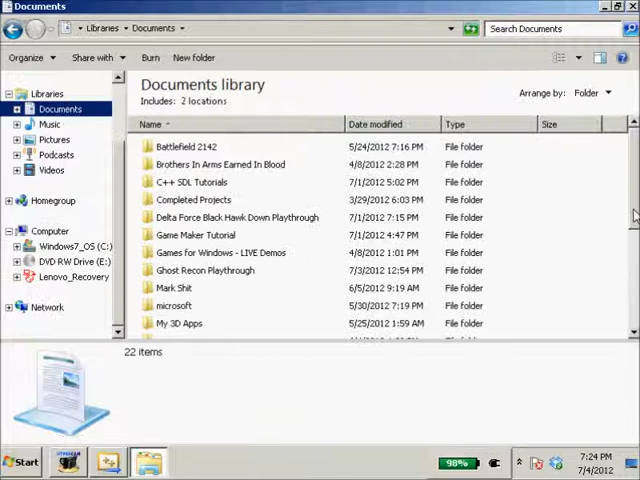 Documents
Libraries Documents Search Documents
Organize Share with Burn New folder
Libraries
Documents
Music
Pictures
Podcasts
Videos
Homegroup
Computer
Windows7_OS (C:)
DVD RW Drive (E:)
Lenovo_Recovery
Network
Documents library
Includes: 2 locations
Arrange by: Folder
Name Date modified Type Size
Battlefield 2142 5/24/2012 7:16 PM File folder
Brothers In Arms Earned In Blood 4/8/2012 2:28 PM File folder
C++ SDL Tutorials 7/1/2012 5:02 PM File folder
Completed Projects 3/29/2012 6:03 PM File folder
Delta Force Black Hawk Down Playthrough 7/1/2012 7:15 PM File folder
Game Maker Tutorial 7/1/2012 4:47 PM File folder
Games for Windows - LIVE Demos 4/8/2012 1:01 PM File folder
Ghost Recon Playthrough 7/3/2012 12:54 PM File folder
Mark Shit 6/5/2012 9:19 AM File folder
microsoft 5/30/2012 7:19 PM File folder
My 3D Apps 5/25/2012 1:59 AM File folder
22 items
Start
98%
7:24 PM
7/4/2012